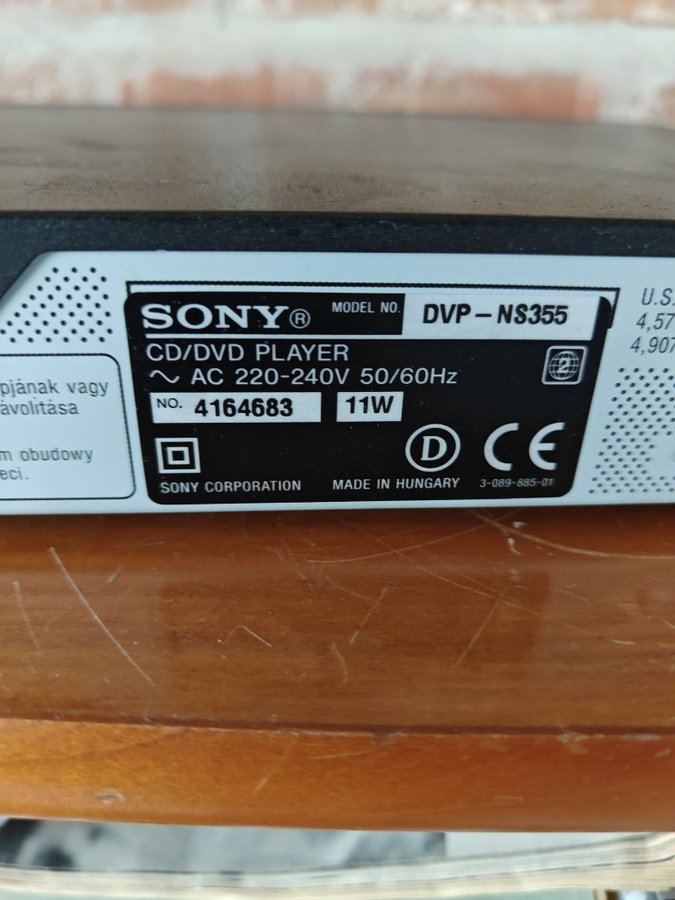 SONY® MODEL NO. DVP-NS355
CD/DVD PLAYER
~ AC 220-240V 50/60Hz
2
NO. 4164683 11W
D CE
SONY CORPORATION MADE IN HUNGARY 3-089-885-01
pjának vagy
ávolítása
m obudowy
eci.
U.S.
4,57
4,907